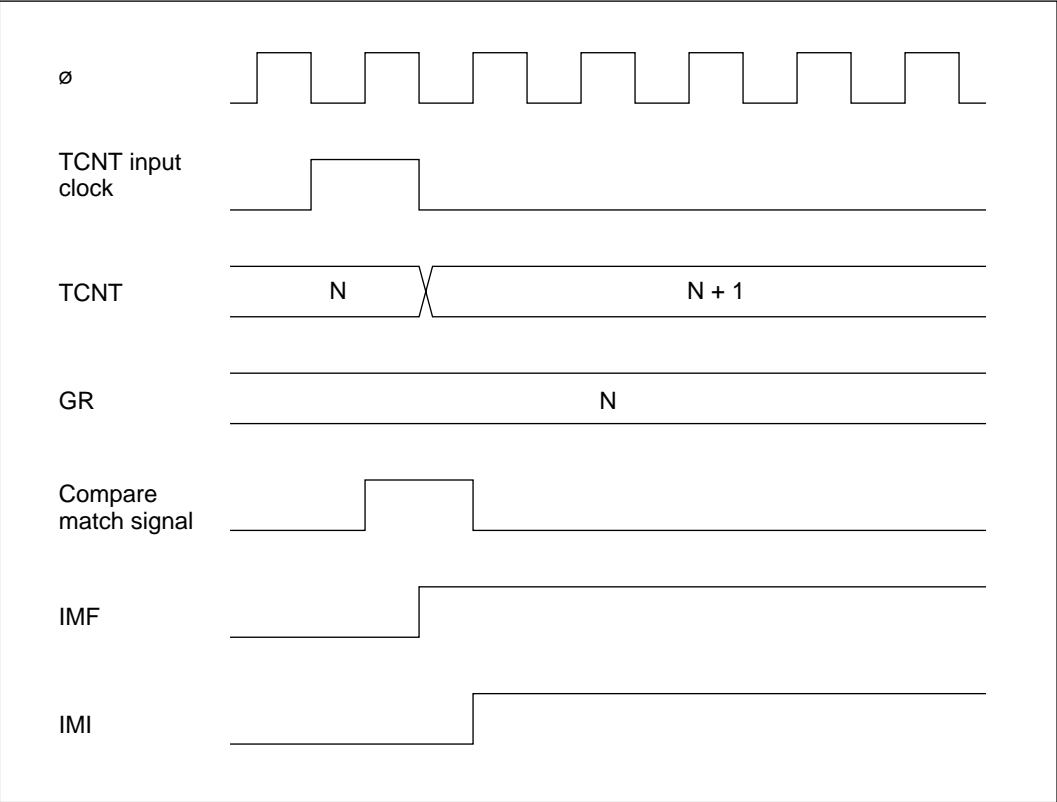 ø
TCNT input
clock
TCNT
N
N + 1
GR
N
Compare
match signal
IMF
IMI